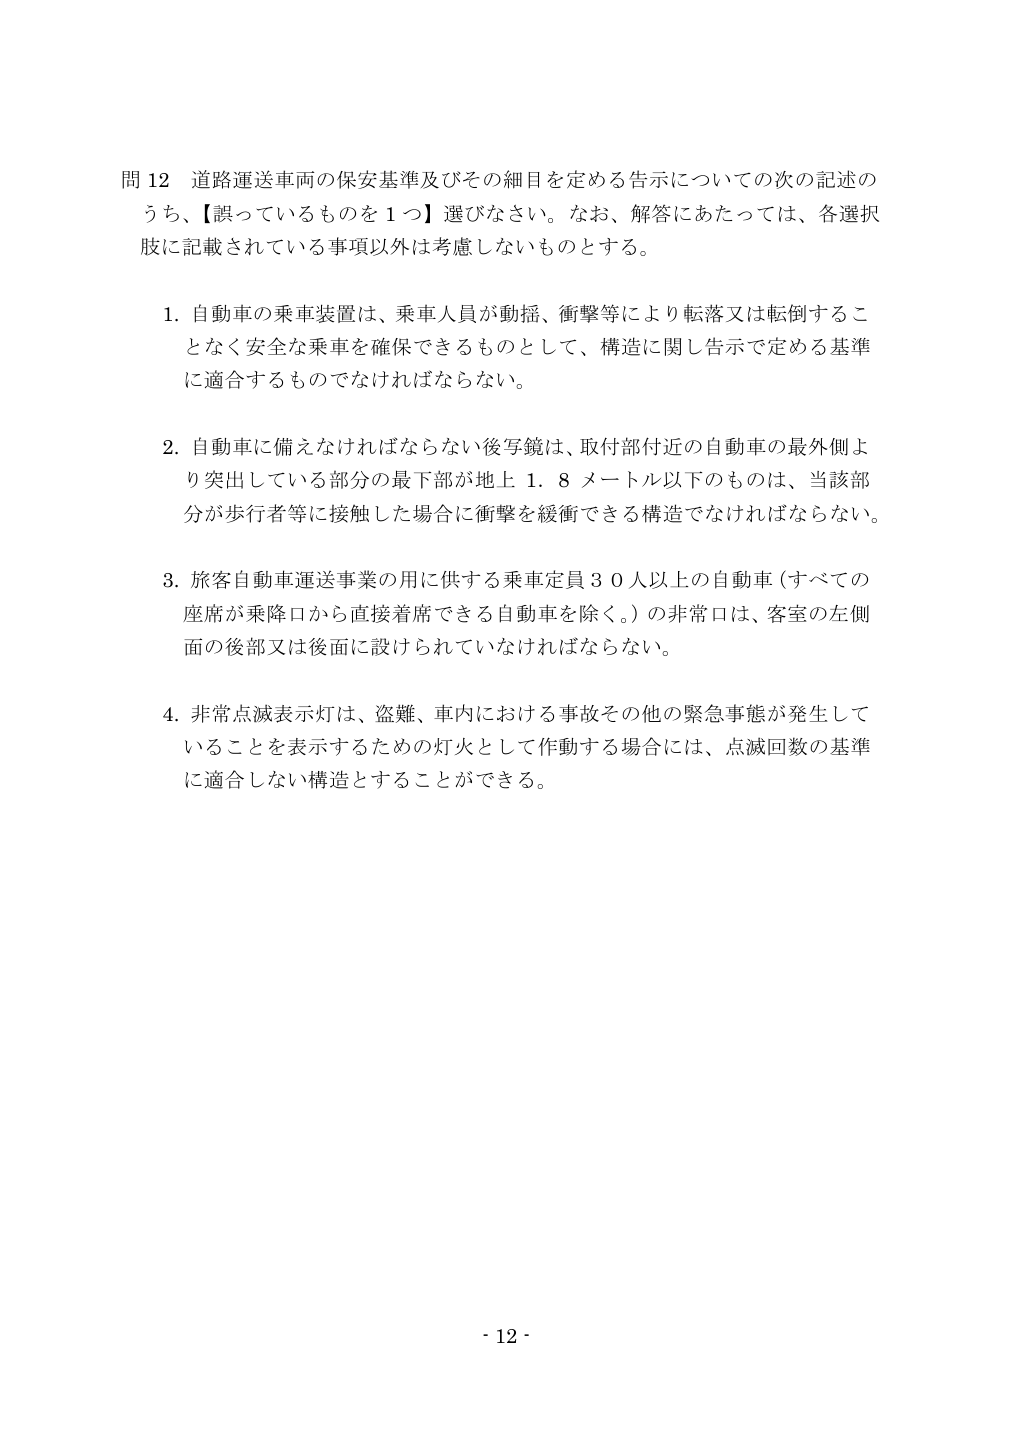 問 12　道路運送車両の保安基準及びその細目を定める告示についての次の記述の
うち、【誤っているものを 1 つ】選びなさい。なお、解答にあたっては、各選択
肢に記載されている事項以外は考慮しないものとする。
1. 自動車の乗車装置は、乗車人員が動揺、衝撃等により転落又は転倒するこ
となく安全な乗車を確保できるものとして、構造に関し告示で定める基準
に適合するものでなければならない。
2. 自動車に備えなければならない後写鏡は、取付部付近の自動車の最外側よ
り突出している部分の最下部が地上 1. 8 メートル以下のものは、当該部
分が歩行者等に接触した場合に衝撃を緩衝できる構造でなければならない。
3. 旅客自動車運送事業の用に供する乗車定員３０人以上の自動車（すべての
座席が乗降口から直接着席できる自動車を除く。）の非常口は、客室の左側
面の後部又は後面に設けられていなければならない。
4. 非常点滅表示灯は、盗難、車内における事故その他の緊急事態が発生して
いることを表示するための灯火として作動する場合には、点滅回数の基準
に適合しない構造とすることができる。
- 12 -